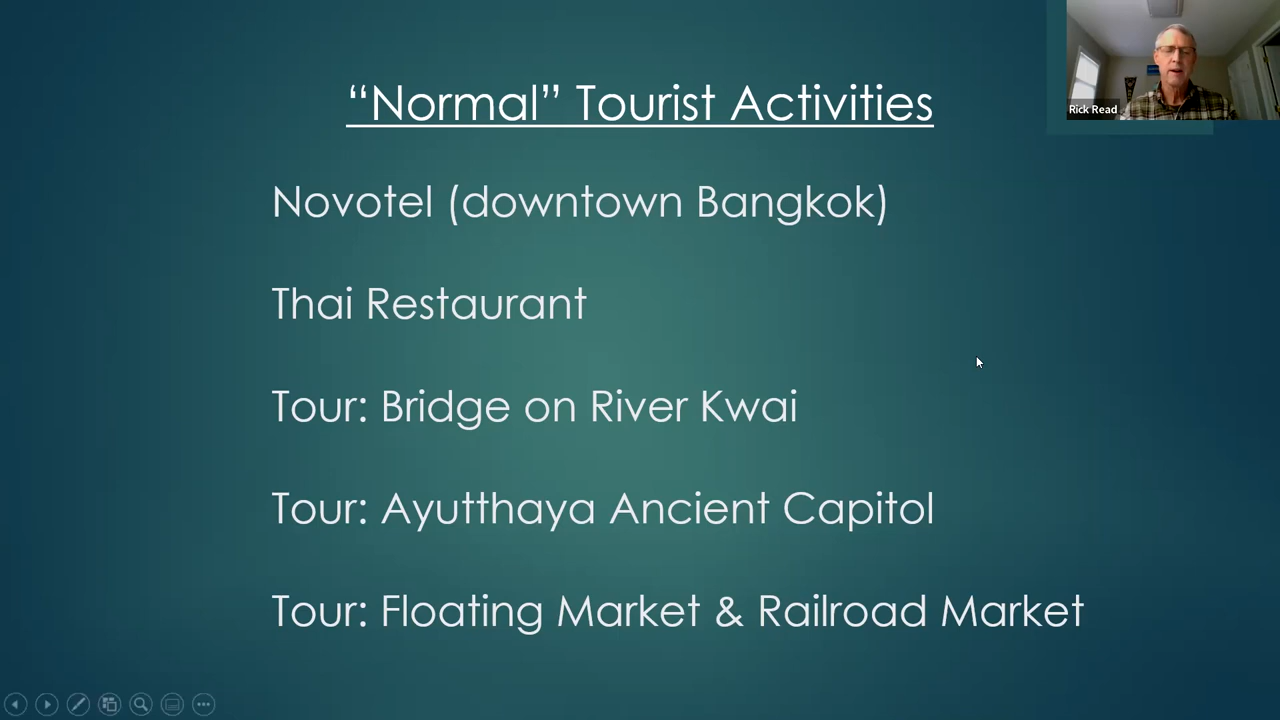 “Normal” Tourist Activities
Rick Read
Novotel (downtown Bangkok)
Thai Restaurant
Tour: Bridge on River Kwai
Tour: Ayutthaya Ancient Capitol
Tour: Floating Market & Railroad Market